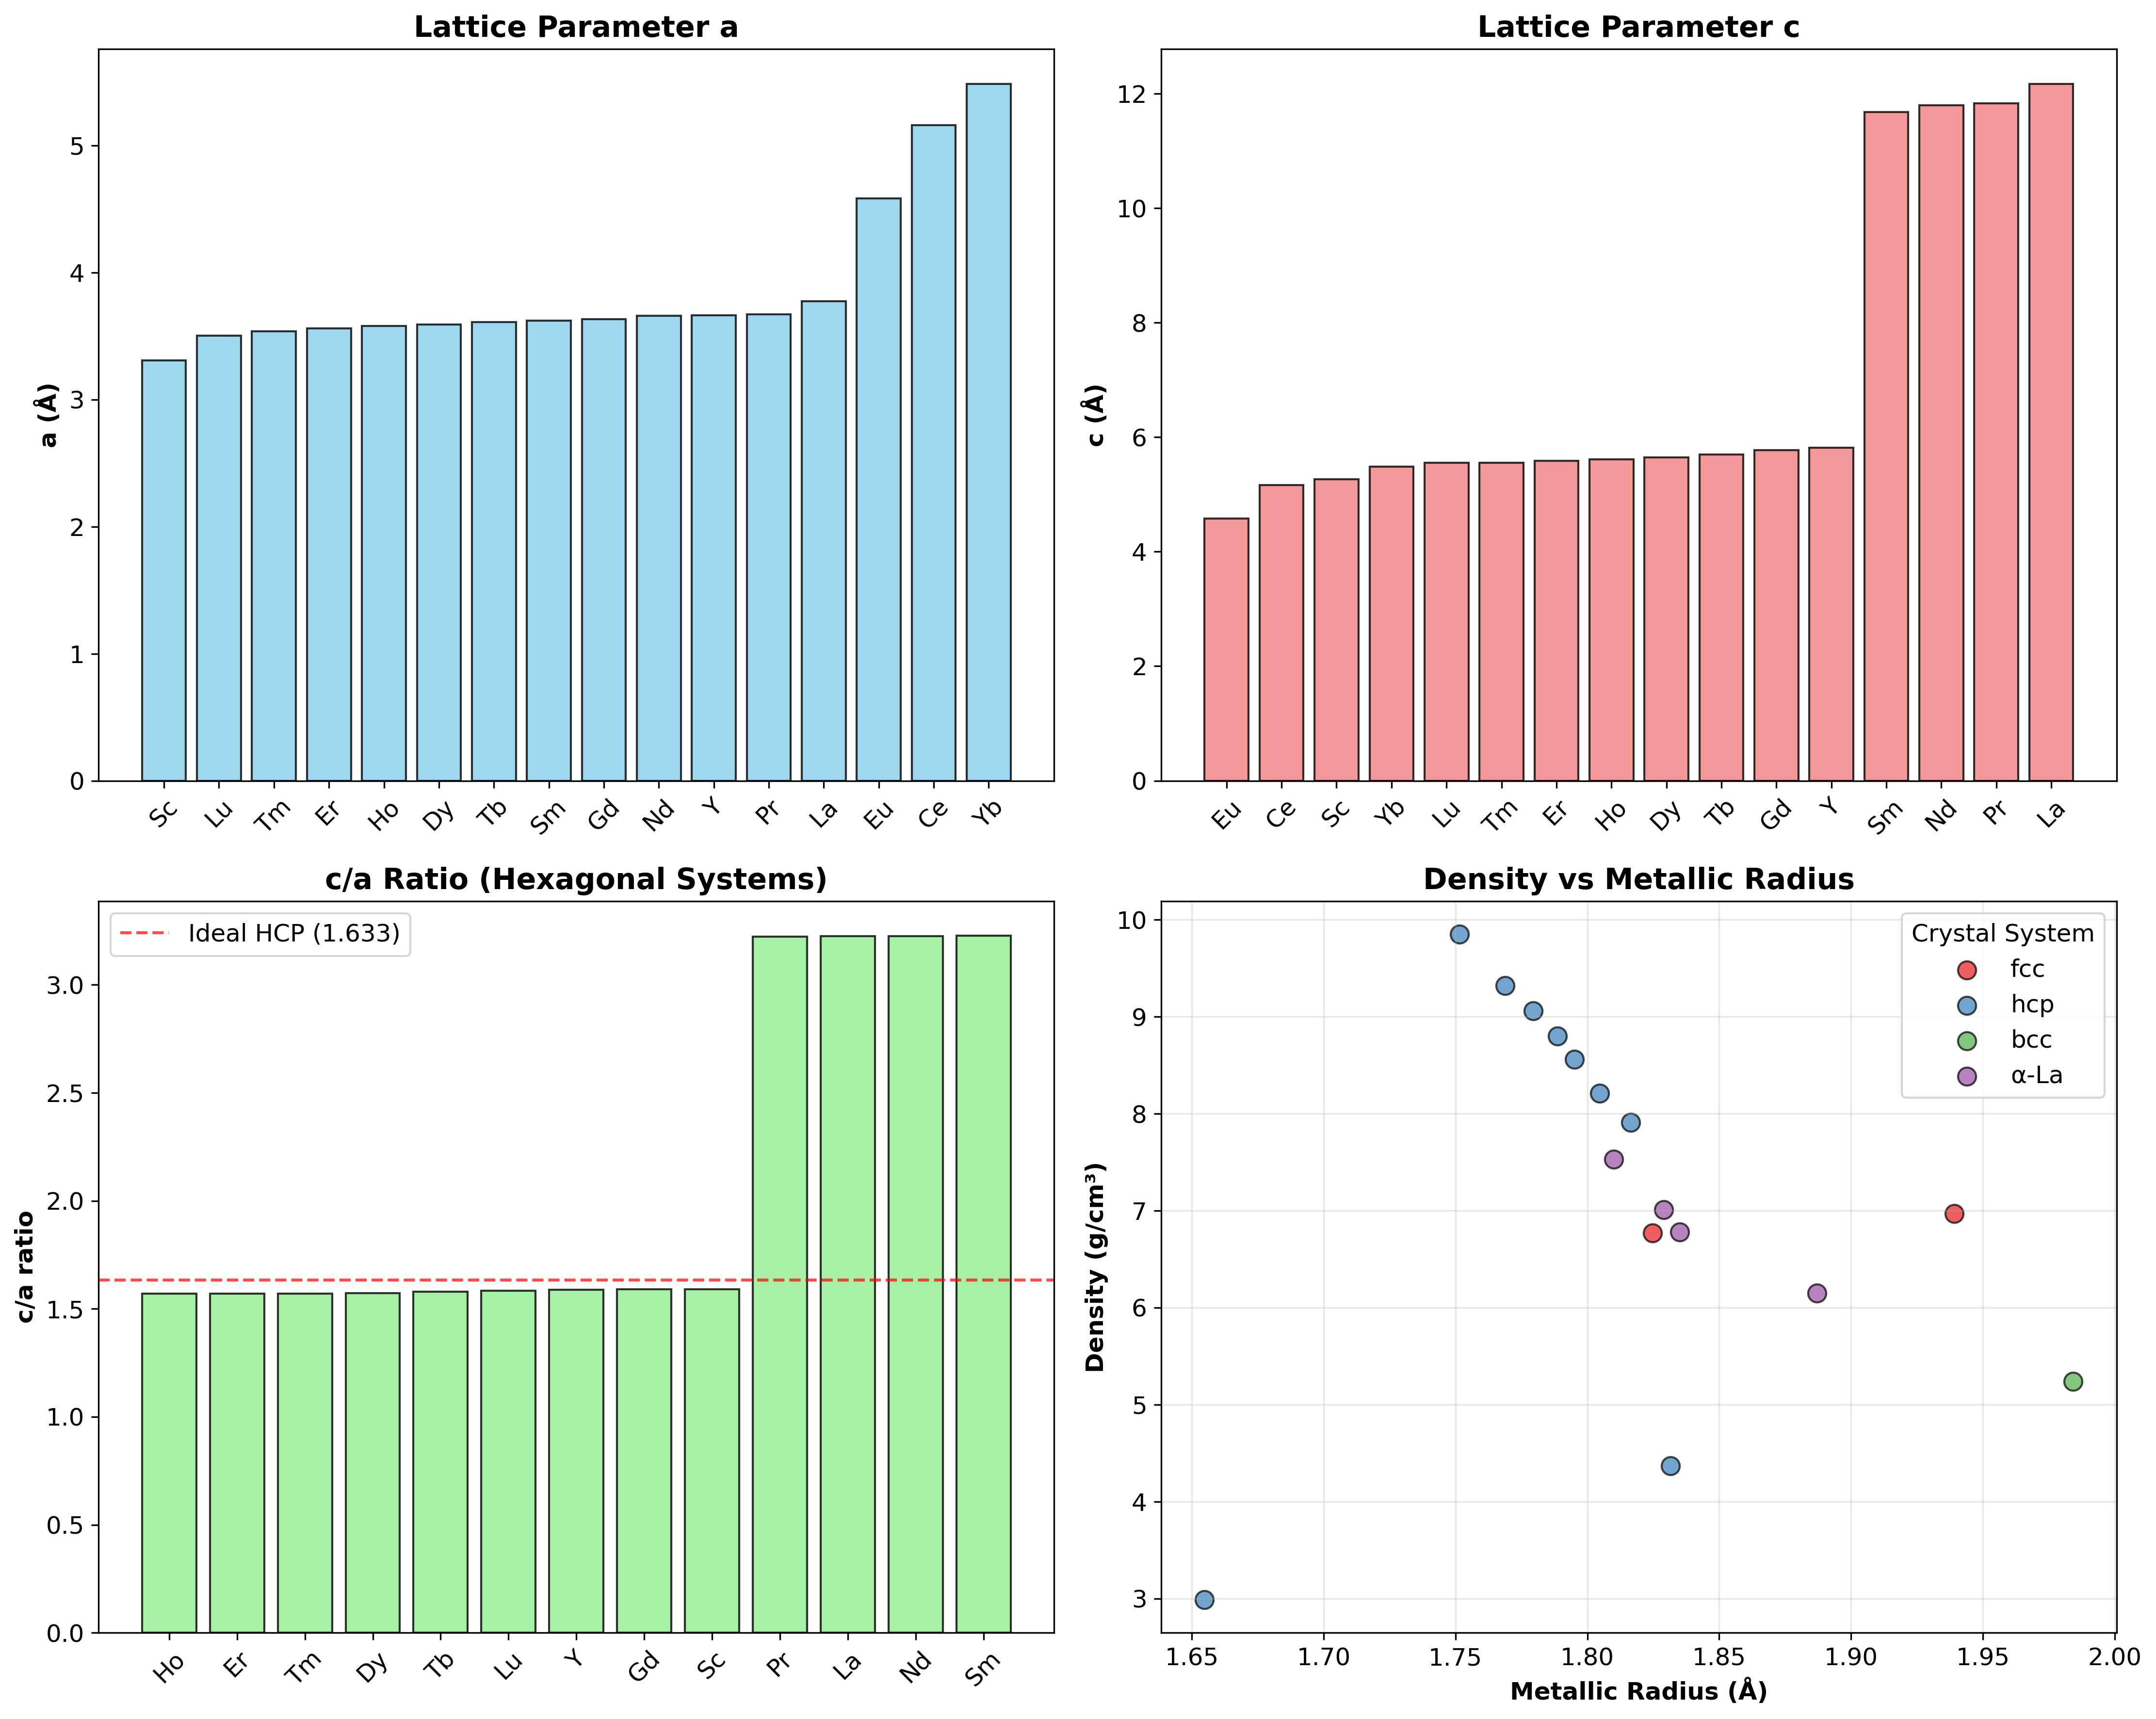 Lattice Parameter a
a (Å)
5
4
3
2
1
0
Sc Lu Tm Er Ho Dy Tb Sm Gd Nd Y Pr La Eu Ce Yb
Lattice Parameter c
c (Å)
12
10
8
6
4
2
0
Eu Ce Sc Yb Lu Tm Er Ho Dy Tb Gd Y Sm Nd Pr La
c/a Ratio (Hexagonal Systems)
Ideal HCP (1.633)
c/a ratio
3.0
2.5
2.0
1.5
1.0
0.5
0.0
Ho Er Tm Dy Tb Lu Y Gd Sc Pr La Nd Sm
Density vs Metallic Radius
Crystal System
fcc
hcp
bcc
α-La
Density (g/cm³)
10
9
8
7
6
5
4
3
1.65 1.70 1.75 1.80 1.85 1.90 1.95 2.00
Metallic Radius (Å)